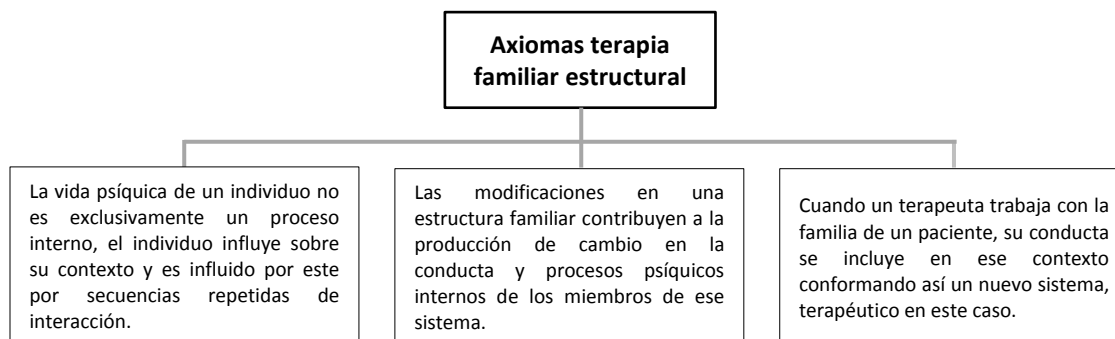 Axiomas terapia
familiar estructural
La vida psíquica de un individuo no
es exclusivamente un proceso
interno, el individuo influye sobre
su contexto y es influido por este
por secuencias repetidas de
interacción.
Las modificaciones en una
estructura familiar contribuyen a la
producción de cambio en la
conducta y procesos psíquicos
internos de los miembros de ese
sistema.
Cuando un terapeuta trabaja con la
familia de un paciente, su conducta
se incluye en ese contexto
conformando así un nuevo sistema,
terapéutico en este caso.